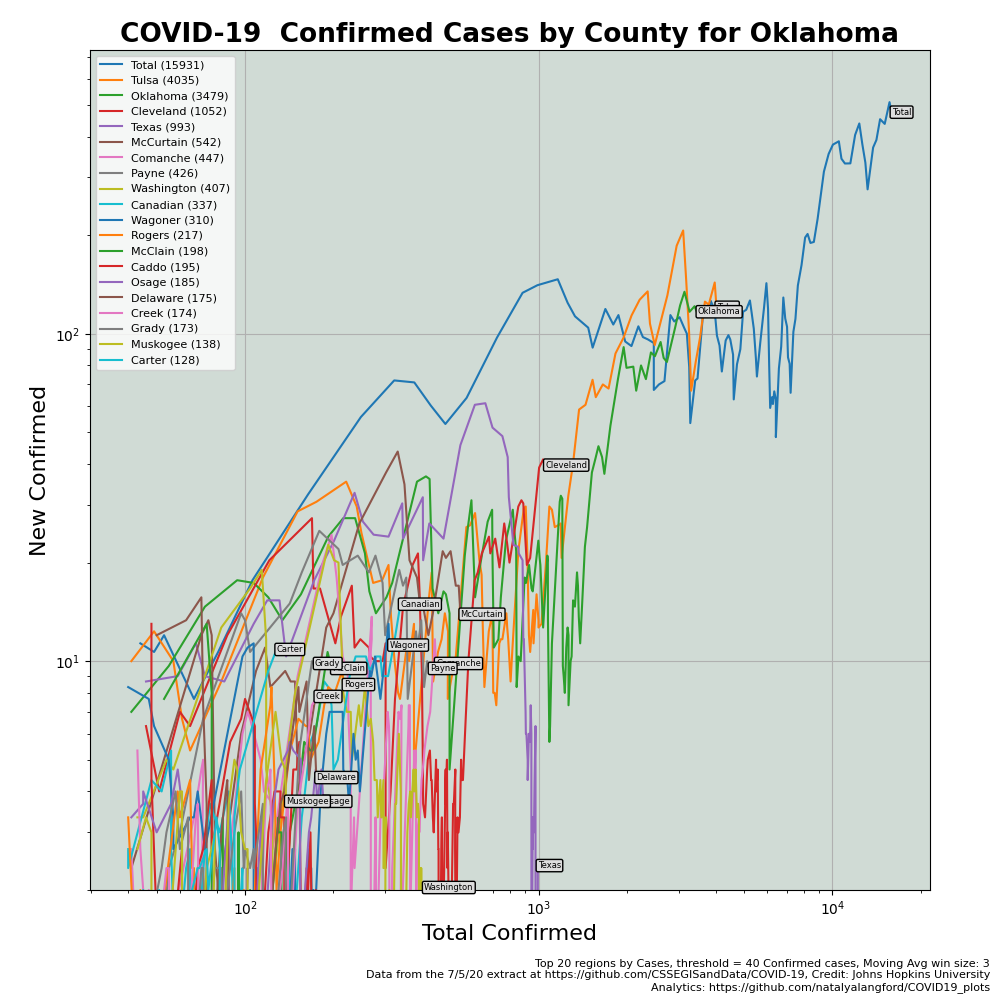 COVID-19 Confirmed Cases by County for Oklahoma
Total (15931)
Tulsa (4035)
Oklahoma (3479)
Cleveland (1052)
Texas (993)
McCurtain (542)
Comanche (447)
Payne (426)
Washington (407)
Canadian (337)
Wagoner (310)
Rogers (217)
McClain (198)
Caddo (195)
Osage (185)
Delaware (175)
Creek (174)
Grady (173)
Muskogee (138)
Carter (128)
New Confirmed
10²
10¹
Total
Oklahoma
Cleveland
Canadian
McCurtain
Wagoner
Carter
Grady
Payne
Rogers
Creek
Delaware
Muskogee
Texas
Washington
10²
10³
10⁴
Total Confirmed
Top 20 regions by Cases, threshold = 40 Confirmed cases, Moving Avg win size: 3
Data from the 7/5/20 extract at https://github.com/CSSEGISandData/COVID-19, Credit: Johns Hopkins University
Analytics: https://github.com/natalyalangford/COVID19_plots